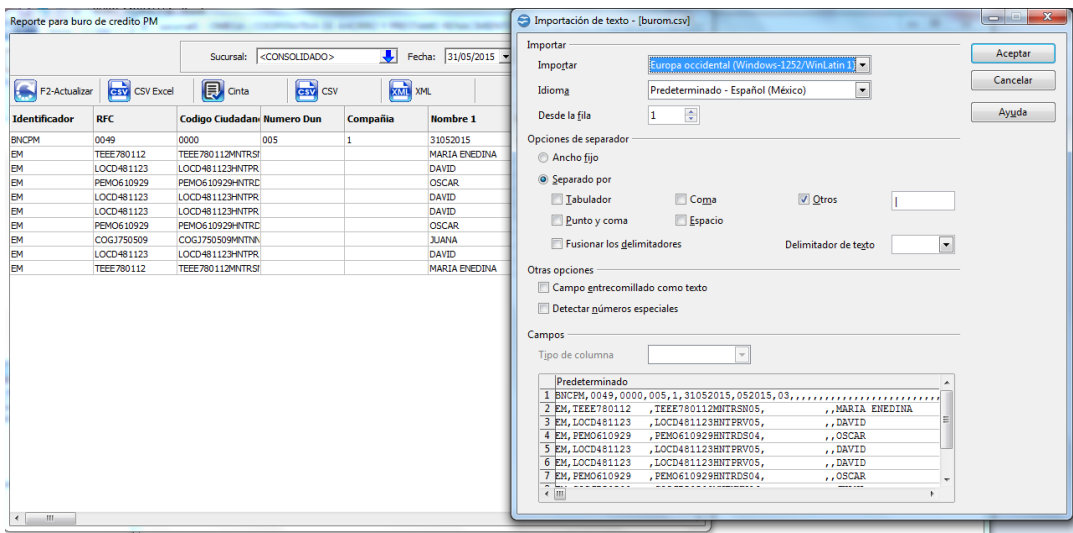 Reporte para buro de credito PM
Sucursal: <CONSOLIDADO> Fecha: 31/05/2015
F2-Actualizar CSV CSV Excel Cinta CSV CSV XML XML
Identificador RFC Codigo Ciudadan Numero Dun Compañia Nombre 1
BNCPM 0049 0000 005 1 31052015
EM TEEE780112 TEEE780112MNTRSN MARIA ENEDINA
EM LOCD481123 LOCD481123HNTPR DAVID
EM PEMO610929 PEMO610929HNTRD OSCAR
EM LOCD481123 LOCD481123HNTPR DAVID
EM LOCD481123 LOCD481123HNTPR DAVID
EM PEMO610929 PEMO610929HNTRD OSCAR
EM COGJ750509 COGJ750509MNTNN JUANA
EM LOCD481123 LOCD481123HNTPR DAVID
EM TEEE780112 TEEE780112MNTRSN MARIA ENEDINA
Importación de texto - [burom.csv]
Importar
Importar Europa occidental (Windows-1252/WinLatin 1)
Idioma Predeterminado - Español (México)
Desde la fila 1
Aceptar
Cancelar
Ayuda
Opciones de separador
Ancho fijo
Separado por
Tabulador Coma Otros |
Punto y coma Espacio
Fusionar los delimitadores Delimitador de texto
Otras opciones
Campo entrecomillado como texto
Detectar números especiales
Campos
Tipo de columna
Predeterminado
1 BNCPM,0049,0000,005,1,31052015,052015,03,,,,,,,,,,,,,,,,,,,,,,,,
2 EM,TEEE780112 ,TEEE780112MNTRSN05, ,,MARIA ENEDINA
3 EM,LOCD481123 ,LOCD481123HNTPRV05, ,,DAVID
4 EM,PEMO610929 ,PEMO610929HNTRDS04, ,,OSCAR
5 EM,LOCD481123 ,LOCD481123HNTPRV05, ,,DAVID
6 EM,LOCD481123 ,LOCD481123HNTPRV05, ,,DAVID
7 EM,PEMO610929 ,PEMO610929HNTRDS04, ,,OSCAR